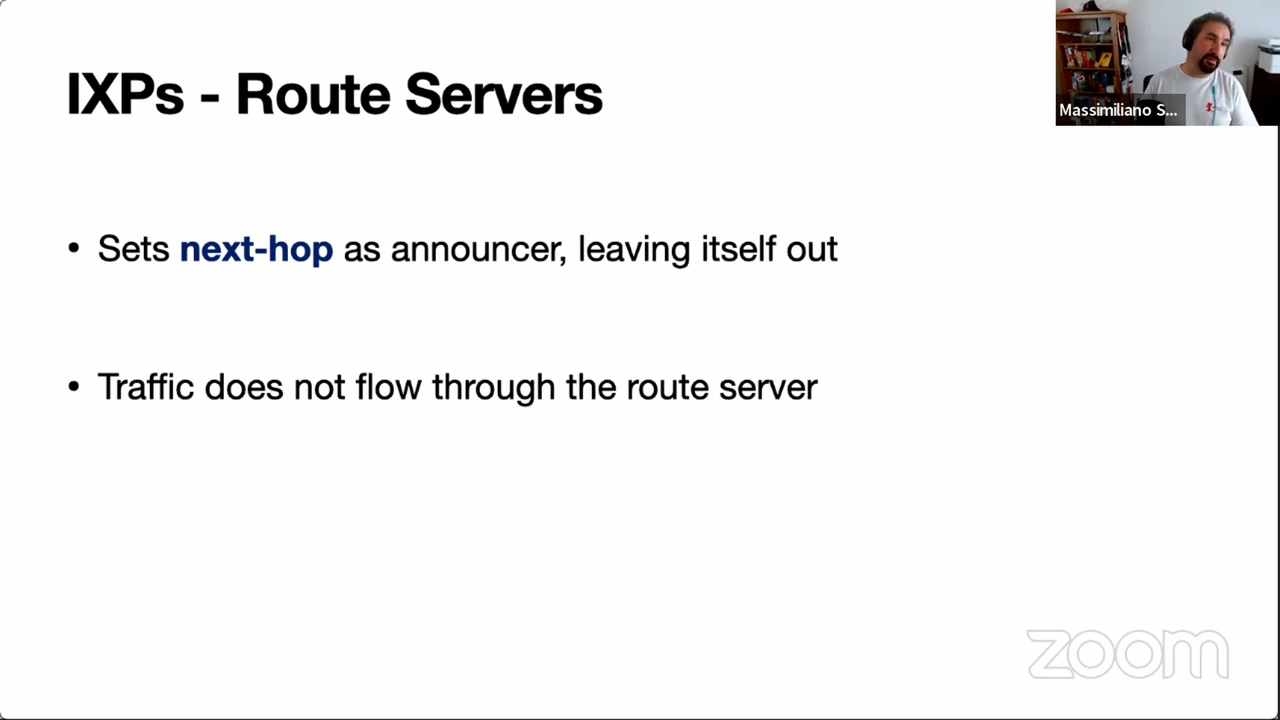 IXPs - Route Servers
Massimiliano S...
• Sets next-hop as announcer, leaving itself out
• Traffic does not flow through the route server
zoom